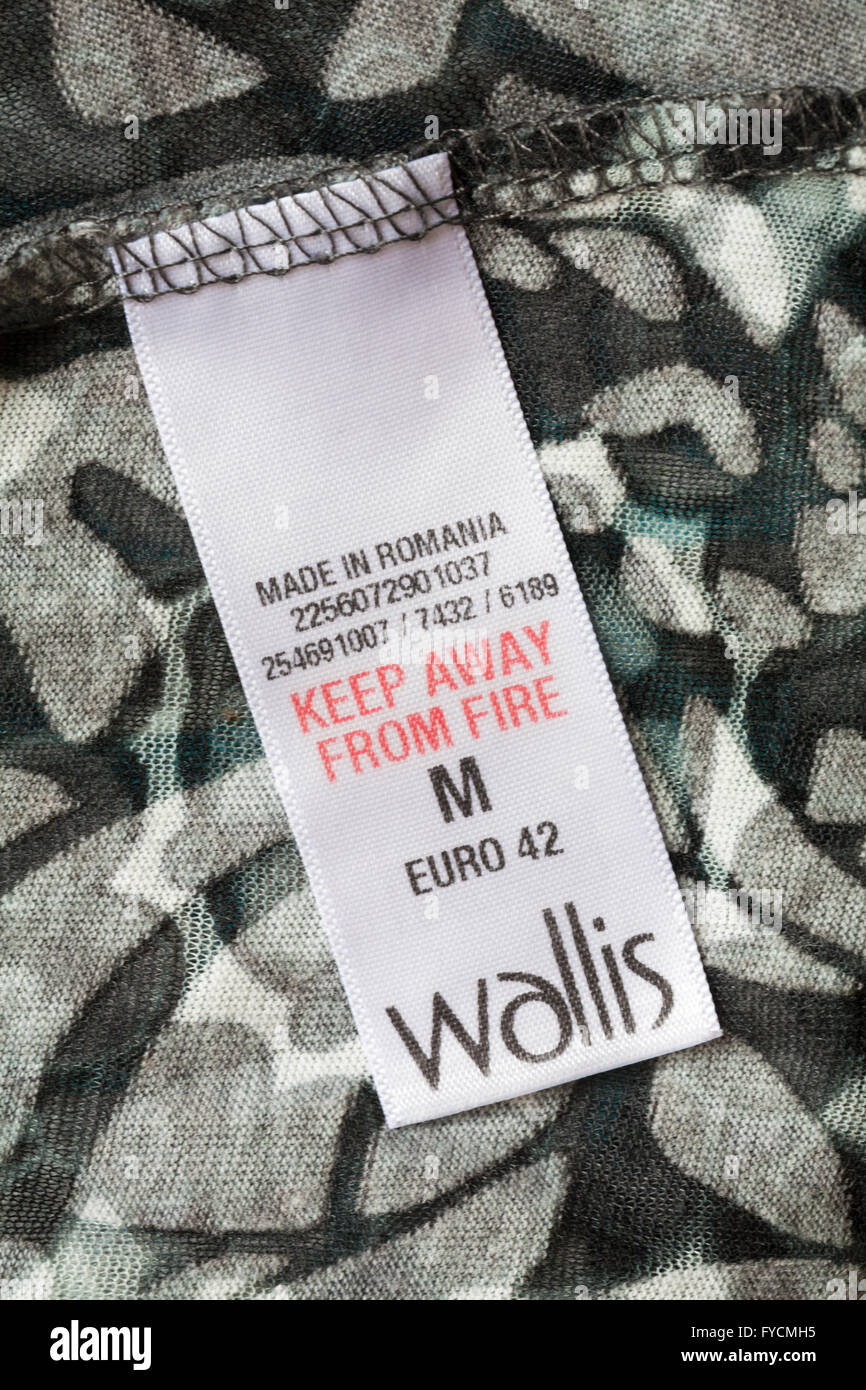 MADE IN ROMANIA
2256072901037
254691007 / 7432 / 6189
KEEP AWAY
FROM FIRE
M
EURO 42
wallis
a
alamy
Image ID: FYCMH5
www.alamy.com